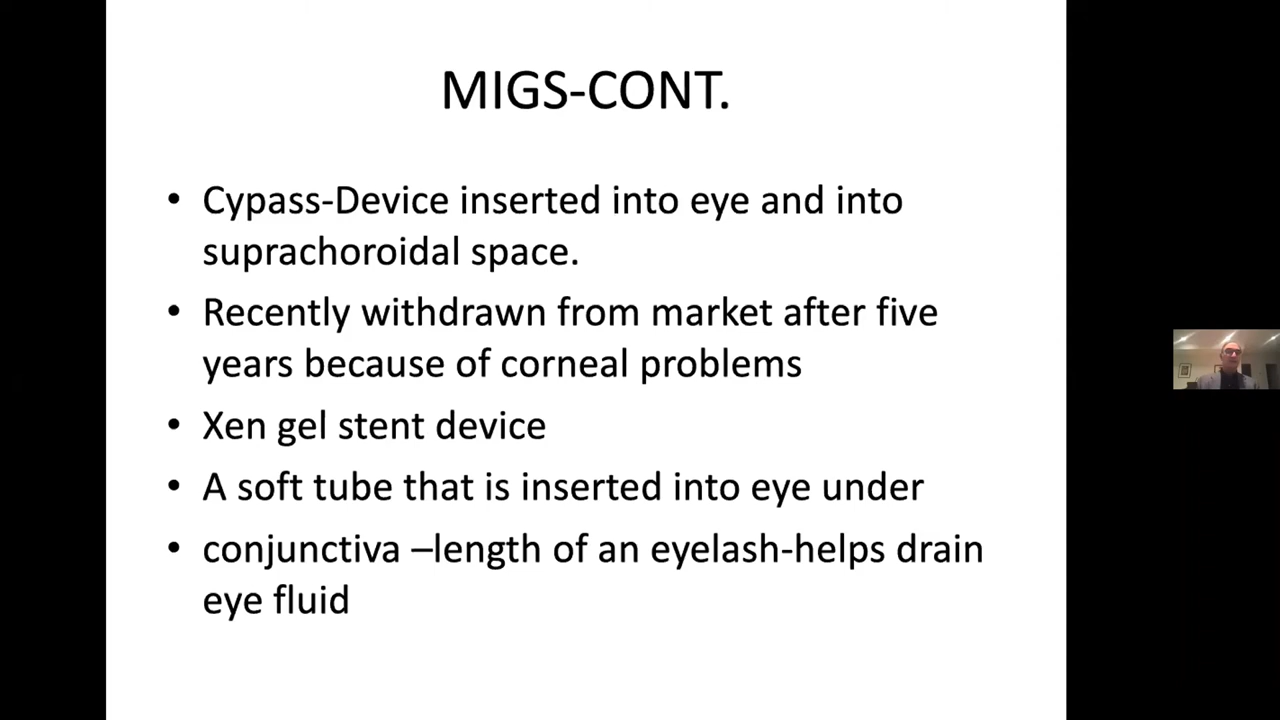 MIGS-CONT.
• Cypass-Device inserted into eye and into
suprachoroidal space.
• Recently withdrawn from market after five
years because of corneal problems
• Xen gel stent device
• A soft tube that is inserted into eye under
• conjunctiva –length of an eyelash-helps drain
eye fluid